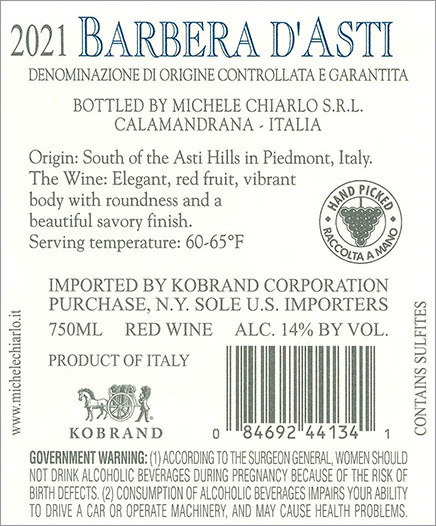 2021 BARBERA D'ASTI
DENOMINAZIONE DI ORIGINE CONTROLLATA E GARANTITA
BOTTLED BY MICHELE CHIARLO S.R.L.
CALAMANDRANA - ITALIA
Origin: South of the Asti Hills in Piedmont, Italy.
The Wine: Elegant, red fruit, vibrant
body with roundness and a
beautiful savory finish.
Serving temperature: 60-65°F
• HAND PICKED •
RACCOLTA A MANO
IMPORTED BY KOBRAND CORPORATION
PURCHASE, N.Y. SOLE U.S. IMPORTERS
750ML RED WINE ALC. 14% BY VOL.
PRODUCT OF ITALY
KOBRAND
0 84692 44134 1
www.michelechiarlo.it
CONTAINS SULFITES
GOVERNMENT WARNING: (1) ACCORDING TO THE SURGEON GENERAL, WOMEN SHOULD
NOT DRINK ALCOHOLIC BEVERAGES DURING PREGNANCY BECAUSE OF THE RISK OF
BIRTH DEFECTS. (2) CONSUMPTION OF ALCOHOLIC BEVERAGES IMPAIRS YOUR ABILITY
TO DRIVE A CAR OR OPERATE MACHINERY, AND MAY CAUSE HEALTH PROBLEMS.